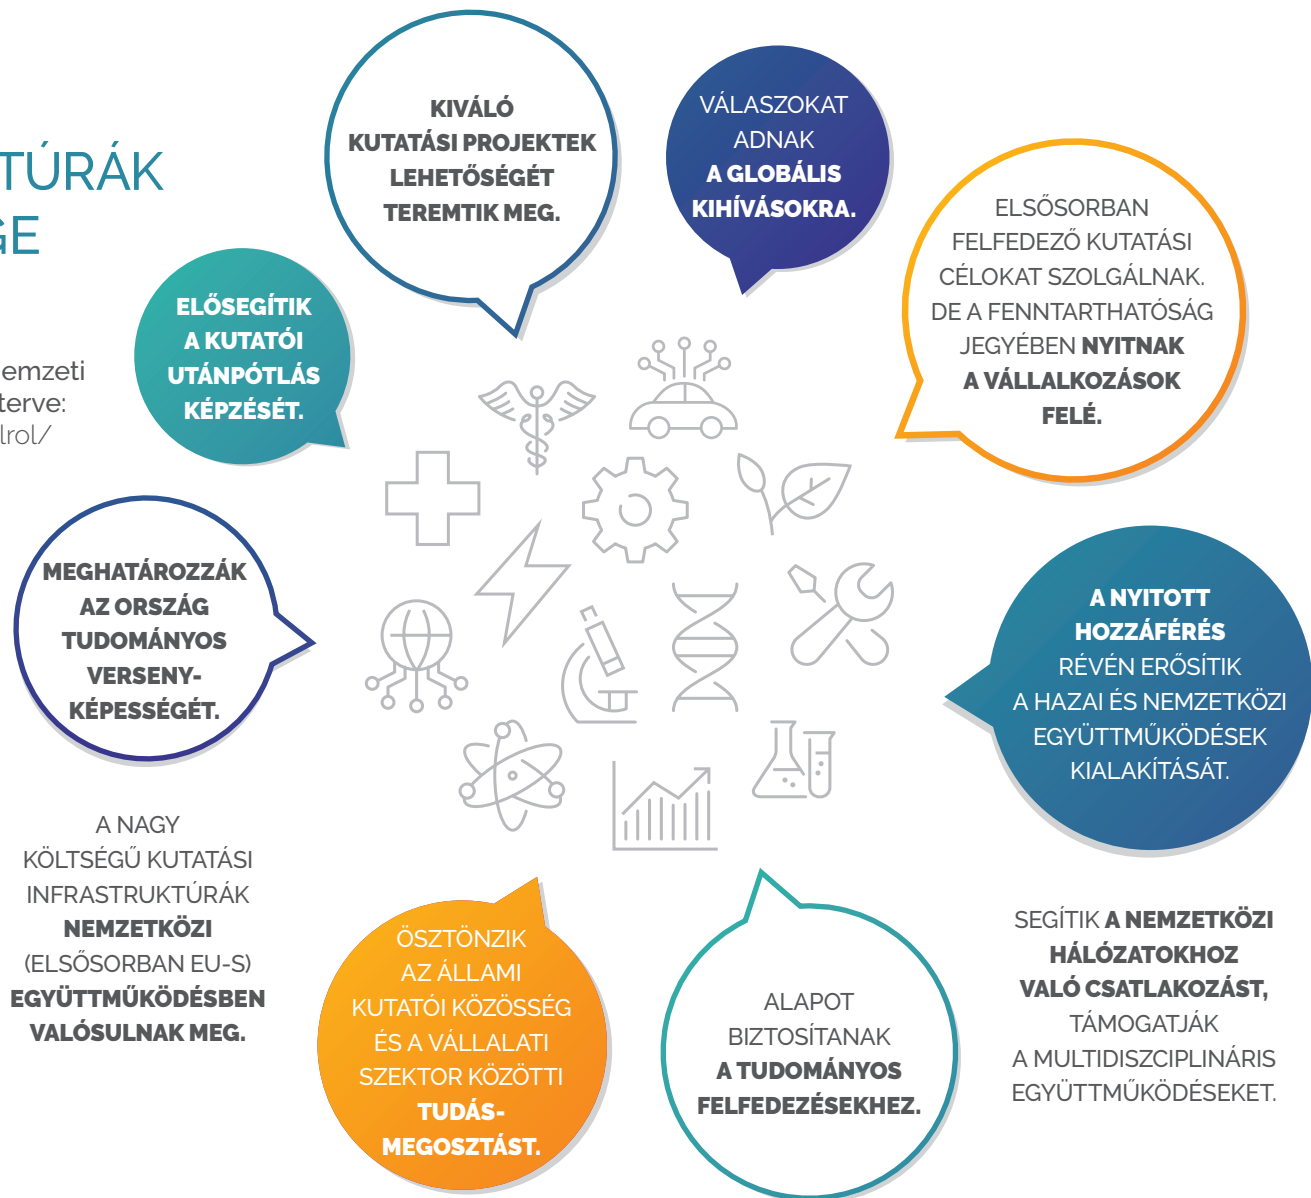 TÚRÁK
GE
emzeti
terve:
lrol/
KIVÁLÓ
KUTATÁSI PROJEKTEK
LEHETŐSÉGÉT
TEREMTIK MEG.
VÁLASZOKAT
ADNAK
A GLOBÁLIS
KIHÍVÁSOKRA.
ELSŐSORBAN
FELFEDEZŐ KUTATÁSI
CÉLOKAT SZOLGÁLNAK.
DE A FENNTARTHATÓSÁG
JEGYÉBEN NYITNAK
A VÁLLALKOZÁSOK
FELÉ.
ELŐSEGÍTIK
A KUTATÓI
UTÁNPÓTLÁS
KÉPZÉSÉT.
MEGHATÁROZZÁK
AZ ORSZÁG
TUDOMÁNYOS
VERSENY-
KÉPESSÉGÉT.
A NYITOTT
HOZZÁFÉRÉS
RÉVÉN ERŐSÍTIK
A HAZAI ÉS NEMZETKÖZI
EGYÜTTMŰKÖDÉSEK
KIALAKÍTÁSÁT.
A NAGY
KÖLTSÉGŰ KUTATÁSI
INFRASTRUKTÚRÁK
NEMZETKÖZI
(ELSŐSORBAN EU-S)
EGYÜTTMŰKÖDÉSBEN
VALÓSULNAK MEG.
ÖSZTÖNZIK
AZ ÁLLAMI
KUTATÓI KÖZÖSSÉG
ÉS A VÁLLALATI
SZEKTOR KÖZÖTTI
TUDÁS-
MEGOSZTÁST.
ALAPOT
BIZTOSÍTANAK
A TUDOMÁNYOS
FELFEDEZÉSEKHEZ.
SEGÍTIK A NEMZETKÖZI
HÁLÓZATOKHOZ
VALÓ CSATLAKOZÁST,
TÁMOGATJÁK
A MULTIDISZCIPLINÁRIS
EGYÜTTMŰKÖDÉSEKET.